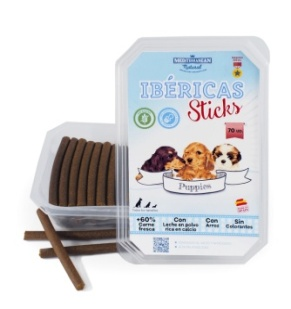 MEDITERRANEAN
Natural
IBÉRICAS
Sticks
70 uds.
Puppies
+60%
Carne
fresca
Con
Leche en polvo
rica en calcio
Con
Arroz
Sin
Colorantes